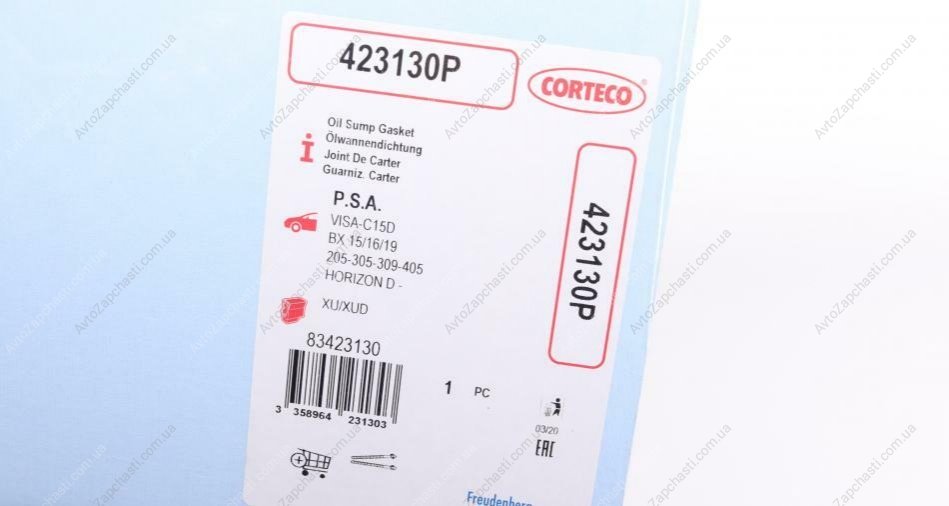 423130P
CORTECO
®
Oil Sump Gasket
Ölwannendichtung
Joint De Carter
Guarniz. Carter
P.S.A.
VISA-C15D
BX 15/16/19
205-305-309-405
HORIZON D -
XU/XUD
423130P
83423130
3 358964 231303
1 PC
03/20
EAC
Freudenberg
AvtoZapchasti.com.ua